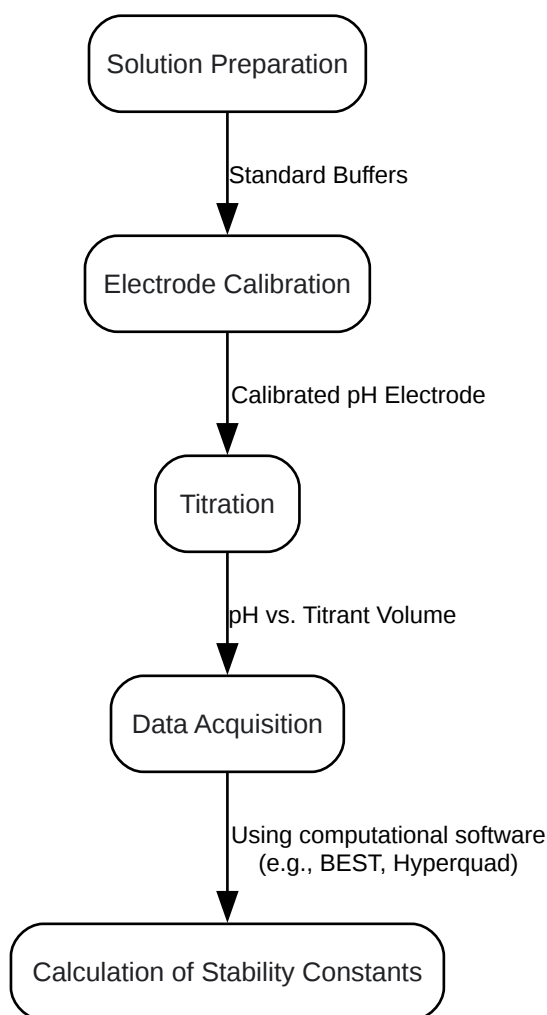 Solution Preparation
Standard Buffers
Electrode Calibration
Calibrated pH Electrode
Titration
pH vs. Titrant Volume
Data Acquisition
Using computational software
(e.g., BEST, Hyperquad)
Calculation of Stability Constants